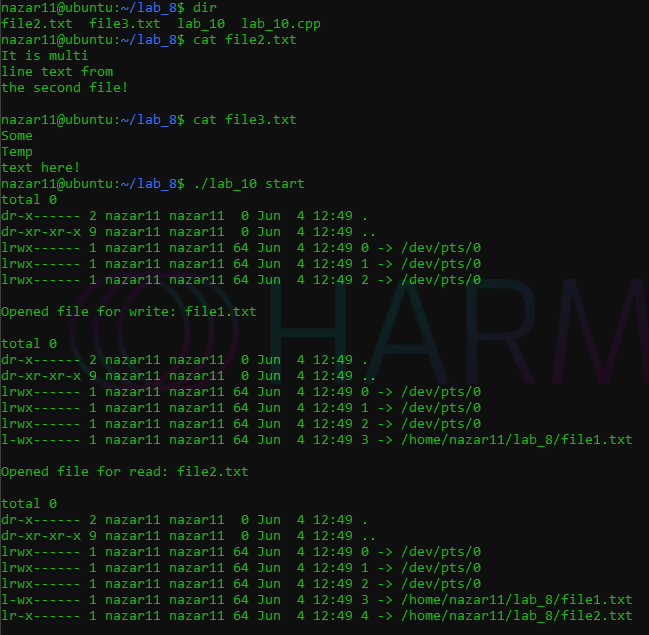 nazar11@ubuntu:~/lab_8$ dir
file2.txt  file3.txt  lab_10  lab_10.cpp
nazar11@ubuntu:~/lab_8$ cat file2.txt
It is multi
line text from
the second file!
nazar11@ubuntu:~/lab_8$ cat file3.txt
Some
Temp
text here!
nazar11@ubuntu:~/lab_8$ ./lab_10 start
total 0
dr-x------ 2 nazar11 nazar11  0 Jun  4 12:49 .
dr-xr-xr-x 9 nazar11 nazar11  0 Jun  4 12:49 ..
lrwx------ 1 nazar11 nazar11 64 Jun  4 12:49 0 -> /dev/pts/0
lrwx------ 1 nazar11 nazar11 64 Jun  4 12:49 1 -> /dev/pts/0
lrwx------ 1 nazar11 nazar11 64 Jun  4 12:49 2 -> /dev/pts/0
Opened file for write: file1.txt
HARM
total 0
dr-x------ 2 nazar11 nazar11  0 Jun  4 12:49 .
dr-xr-xr-x 9 nazar11 nazar11  0 Jun  4 12:49 ..
lrwx------ 1 nazar11 nazar11 64 Jun  4 12:49 0 -> /dev/pts/0
lrwx------ 1 nazar11 nazar11 64 Jun  4 12:49 1 -> /dev/pts/0
lrwx------ 1 nazar11 nazar11 64 Jun  4 12:49 2 -> /dev/pts/0
l-wx------ 1 nazar11 nazar11 64 Jun  4 12:49 3 -> /home/nazar11/lab_8/file1.txt
Opened file for read: file2.txt
total 0
dr-x------ 2 nazar11 nazar11  0 Jun  4 12:49 .
dr-xr-xr-x 9 nazar11 nazar11  0 Jun  4 12:49 ..
lrwx------ 1 nazar11 nazar11 64 Jun  4 12:49 0 -> /dev/pts/0
lrwx------ 1 nazar11 nazar11 64 Jun  4 12:49 1 -> /dev/pts/0
lrwx------ 1 nazar11 nazar11 64 Jun  4 12:49 2 -> /dev/pts/0
l-wx------ 1 nazar11 nazar11 64 Jun  4 12:49 3 -> /home/nazar11/lab_8/file1.txt
lr-x------ 1 nazar11 nazar11 64 Jun  4 12:49 4 -> /home/nazar11/lab_8/file2.txt